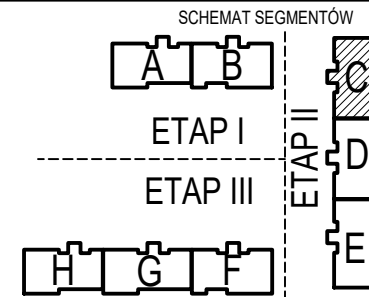 SCHEMAT SEGMENTÓW
A B
C
ETAP I
ETAP II
D
ETAP III
E
H G F